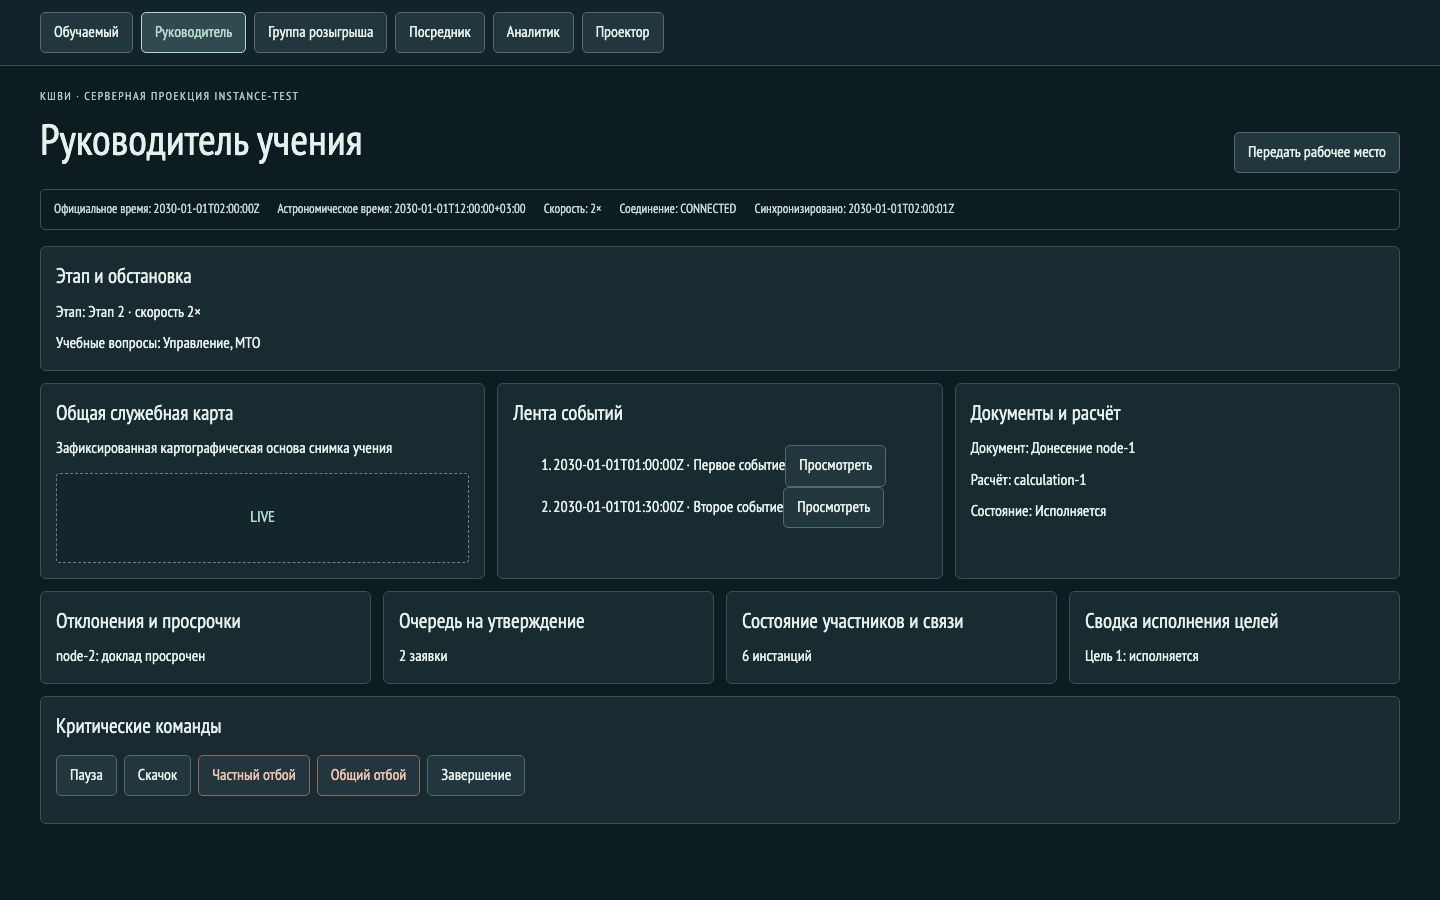 Обучаемый Руководитель Группа розыгрыша Посредник Аналитик Проектор
КШВИ · СЕРВЕРНАЯ ПРОЕКЦИЯ INSTANCE-TEST
Руководитель учения
Передать рабочее место
Официальное время: 2030-01-01T02:00:00Z Астрономическое время: 2030-01-01T12:00:00+03:00 Скорость: 2× Соединение: CONNECTED Синхронизировано: 2030-01-01T02:00:01Z
Этап и обстановка
Этап: Этап 2 · скорость 2×
Учебные вопросы: Управление, МТО
Общая служебная карта
Зафиксированная картографическая основа снимка учения
LIVE
Лента событий
1. 2030-01-01T01:00:00Z · Первое событие Просмотреть
2. 2030-01-01T01:30:00Z · Второе событие Просмотреть
Документы и расчёт
Документ: Донесение node-1
Расчёт: calculation-1
Состояние: Исполняется
Отклонения и просрочки
node-2: доклад просрочен
Очередь на утверждение
2 заявки
Состояние участников и связи
6 инстанций
Сводка исполнения целей
Цель 1: исполняется
Критические команды
Пауза Скачок Частный отбой Общий отбой Завершение